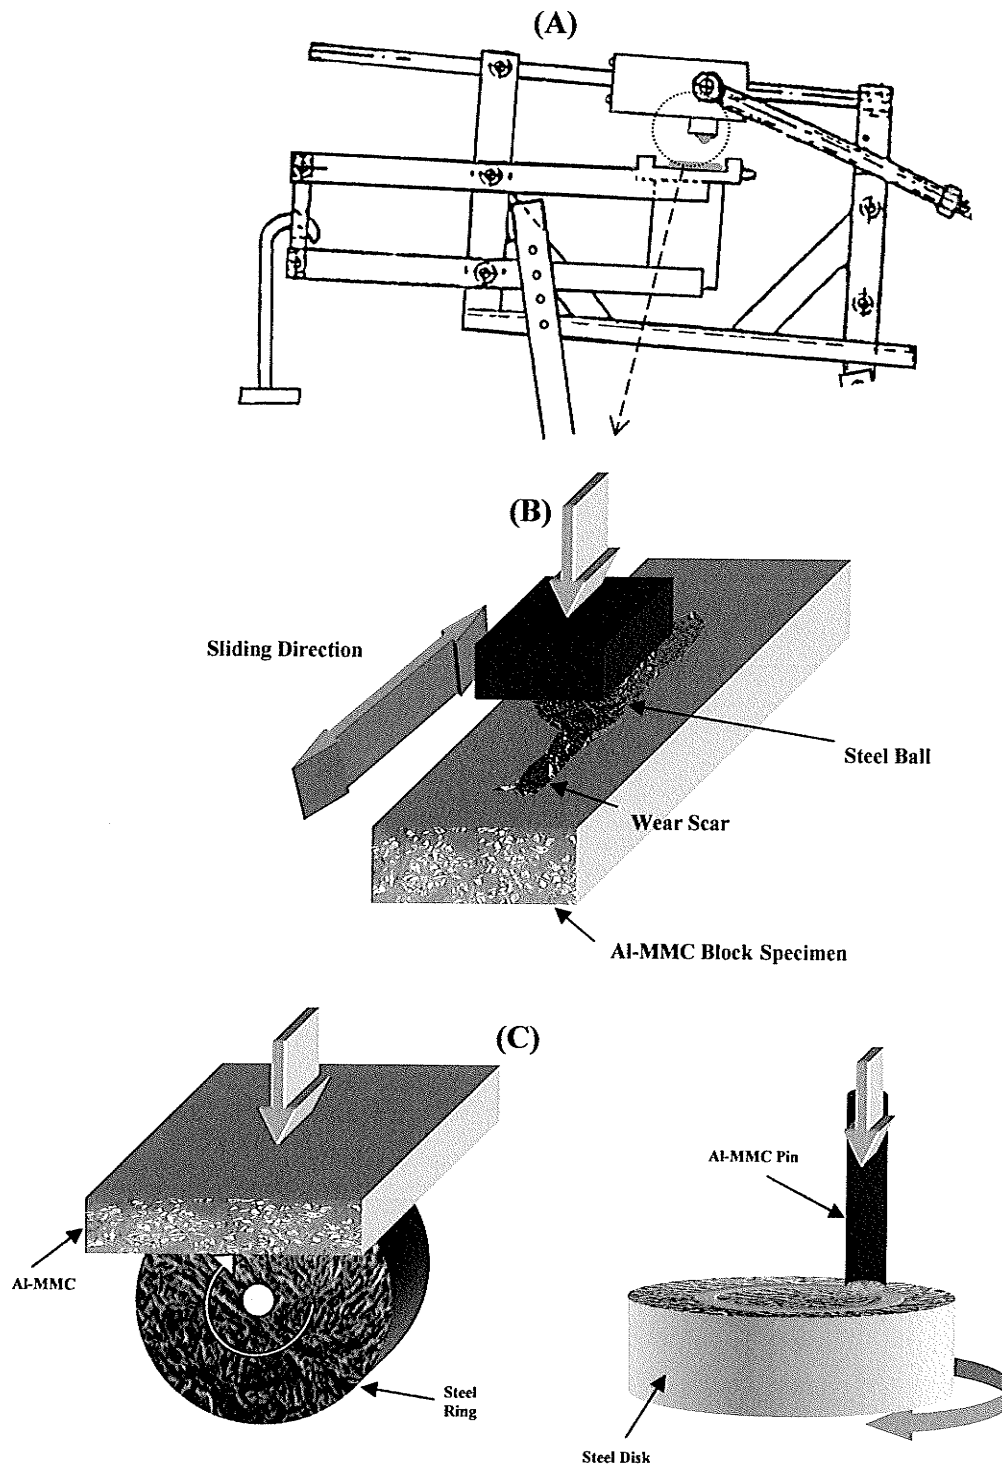 (A)
(B)
Sliding Direction
Steel Ball
Wear Scar
Al-MMC Block Specimen
(C)
Al-MMC Pin
Al-MMC
Steel
Ring
Steel Disk